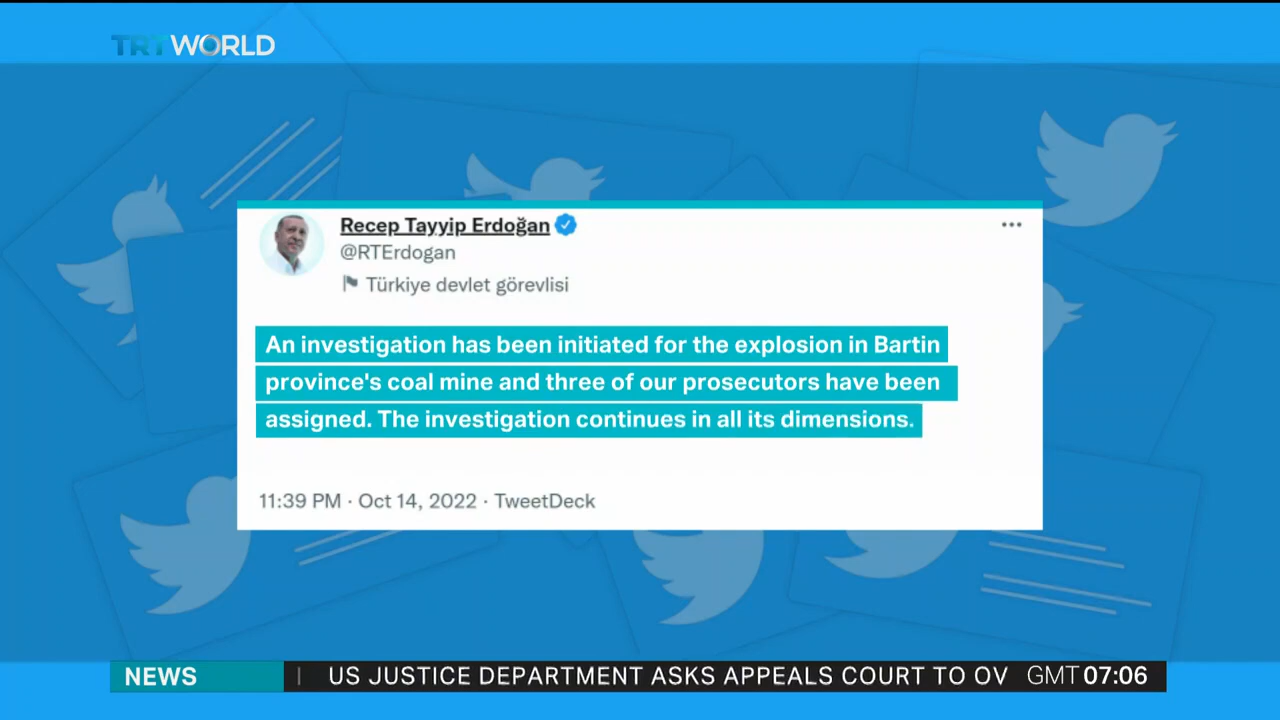 TRT WORLD
Recep Tayyip Erdoğan
@RTErdogan
Türkiye devlet görevlisi
An investigation has been initiated for the explosion in Bartin
province's coal mine and three of our prosecutors have been
assigned. The investigation continues in all its dimensions.
11:39 PM · Oct 14, 2022 · TweetDeck
NEWS | US JUSTICE DEPARTMENT ASKS APPEALS COURT TO OV GMT 07:06